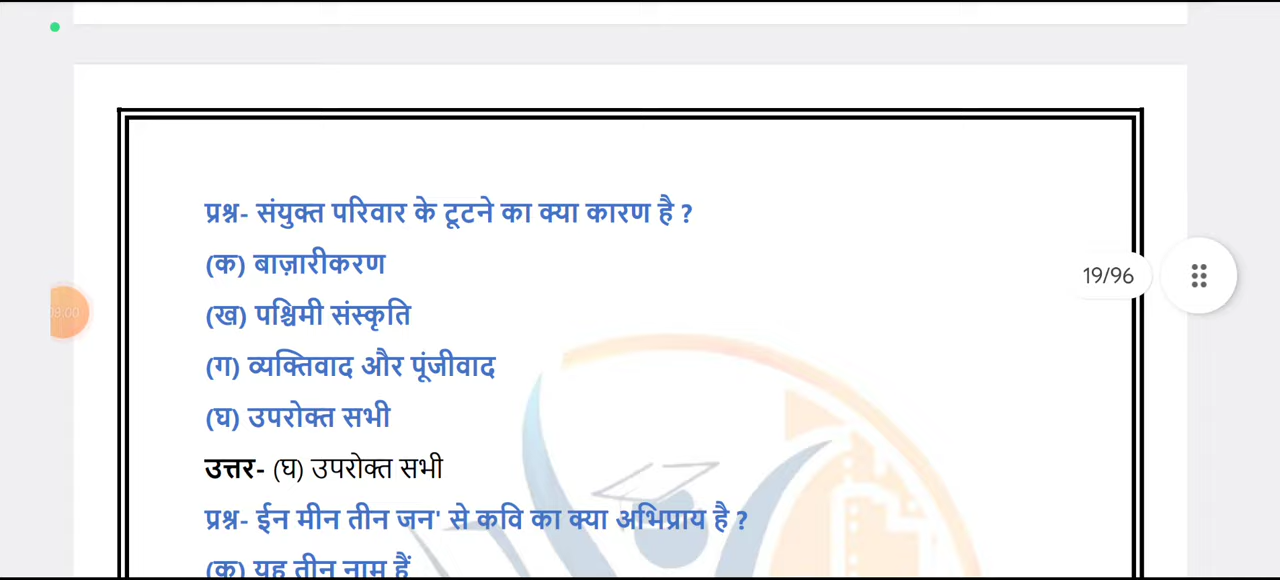 प्रश्न- संयुक्त परिवार के टूटने का क्या कारण है ?
(क) बाज़ारीकरण
(ख) पश्चिमी संस्कृति
19/96
(ग) व्यक्तिवाद और पूंजीवाद
(घ) उपरोक्त सभी
उत्तर- (घ) उपरोक्त सभी
प्रश्न- ईन मीन तीन जन' से कवि का क्या अभिप्राय है ?
(क) यह तीन नाम हैं